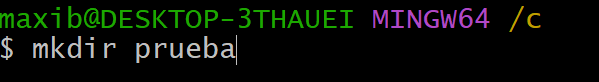 maxib@DESKTOP-3THAUEI MINGW64 /c
$ mkdir prueba